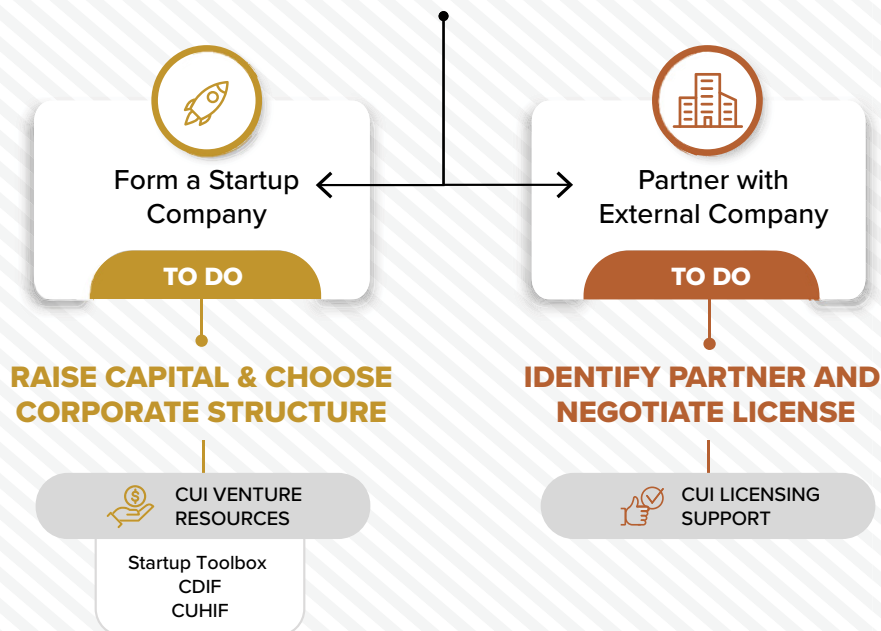 Form a Startup
Company
TO DO
RAISE CAPITAL & CHOOSE
CORPORATE STRUCTURE
CUI VENTURE
RESOURCES
Startup Toolbox
CDIF
CUHIF
Partner with
External Company
TO DO
IDENTIFY PARTNER AND
NEGOTIATE LICENSE
CUI LICENSING
SUPPORT